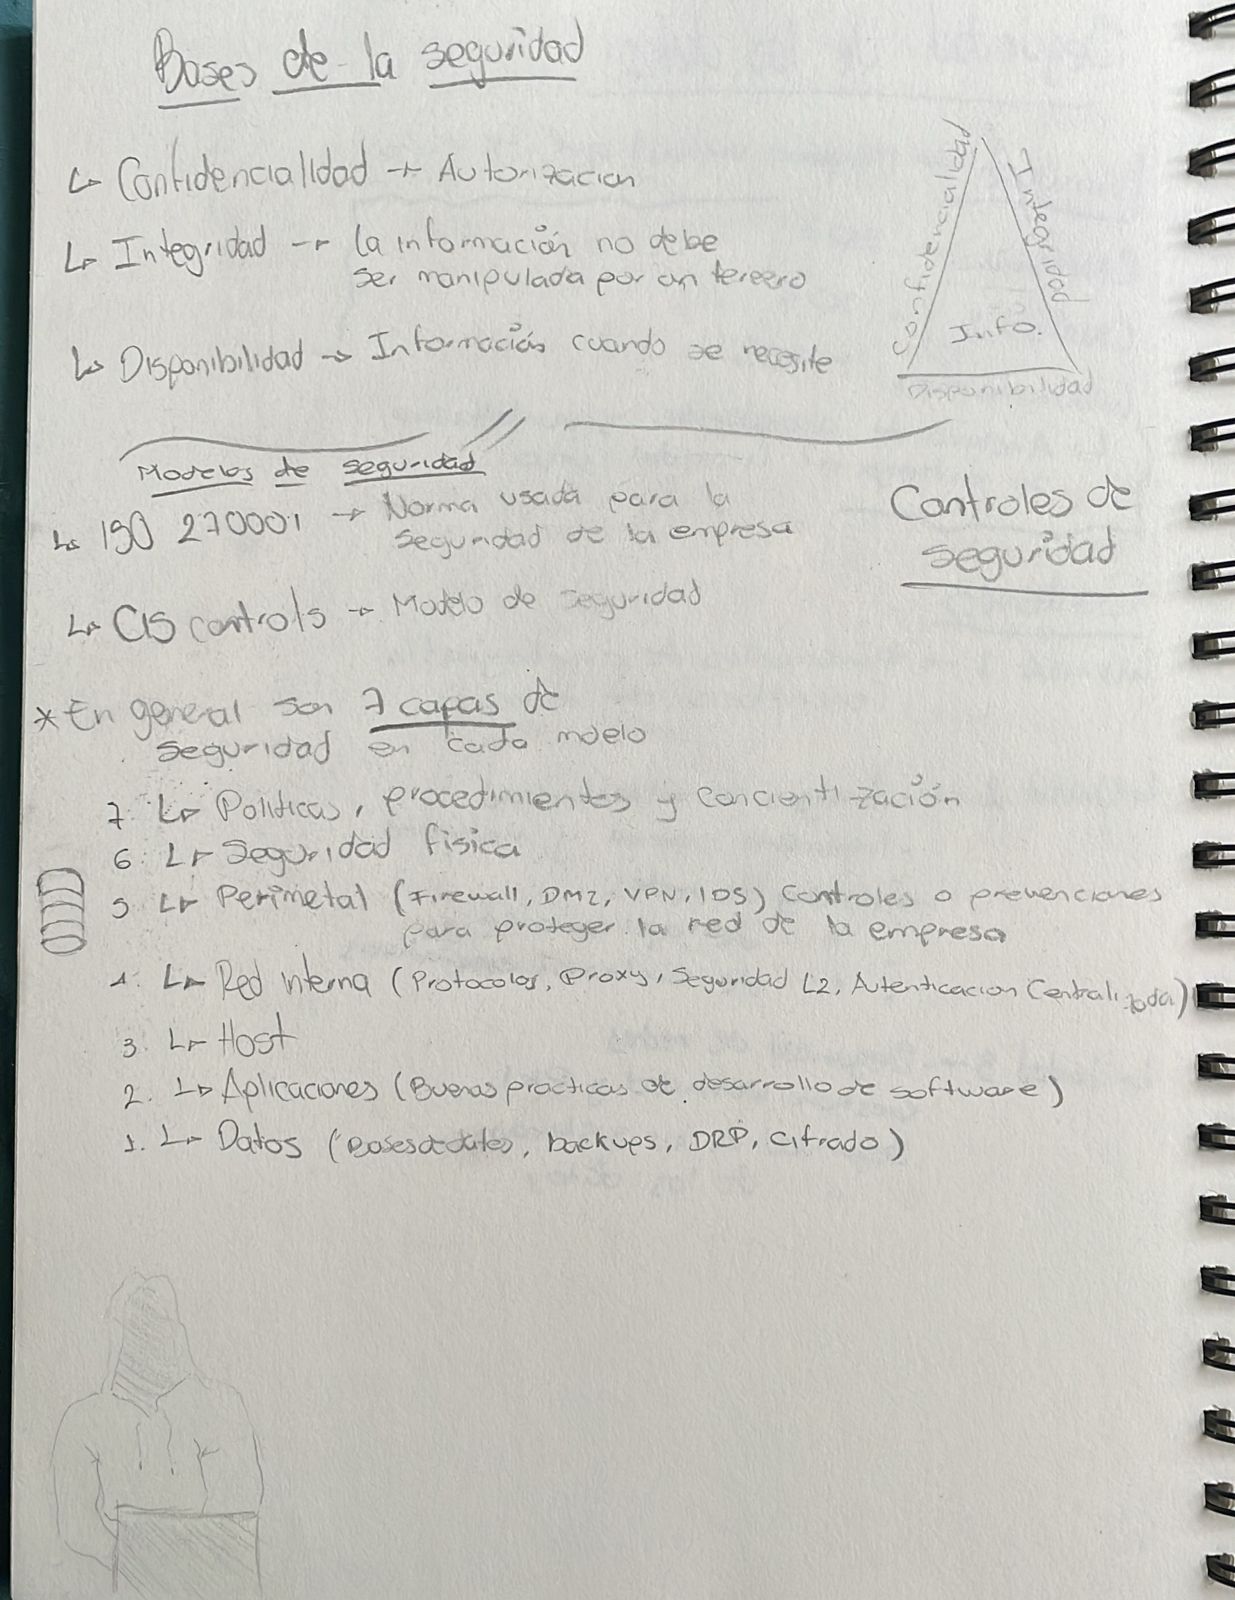 Bases de la seguridad
↳ Confidencialidad → Autorizacion
↳ Integridad → la información no debe
ser manipulada por un tercero
↳ Disponibilidad → Información cuando se necesite
Confidencialidad
Integridad
Info.
Disponibilidad
Modelos de seguridad
↳ ISO 270001 → Norma usada para la
seguridad de la empresa
↳ CIS controls → Modelo de seguridad
Controles de
seguridad
* En general son 7 capas de
seguridad en cada modelo
7. ↳ Politicas, procedimientos y concientización
6. ↳ Seguridad fisica
5. ↳ Perimetal (Firewall, DMZ, VPN, IDS) Controles o prevenciones
para proteger la red de la empresa
4. ↳ Red interna (Protocolos, Proxy, Seguridad L2, Autenticacion Centralizada)
3. ↳ Host
2. ↳ Aplicaciones (Buenas practicas de desarrollo de software)
1. ↳ Datos (Bases de datos, backups, DRP, cifrado)